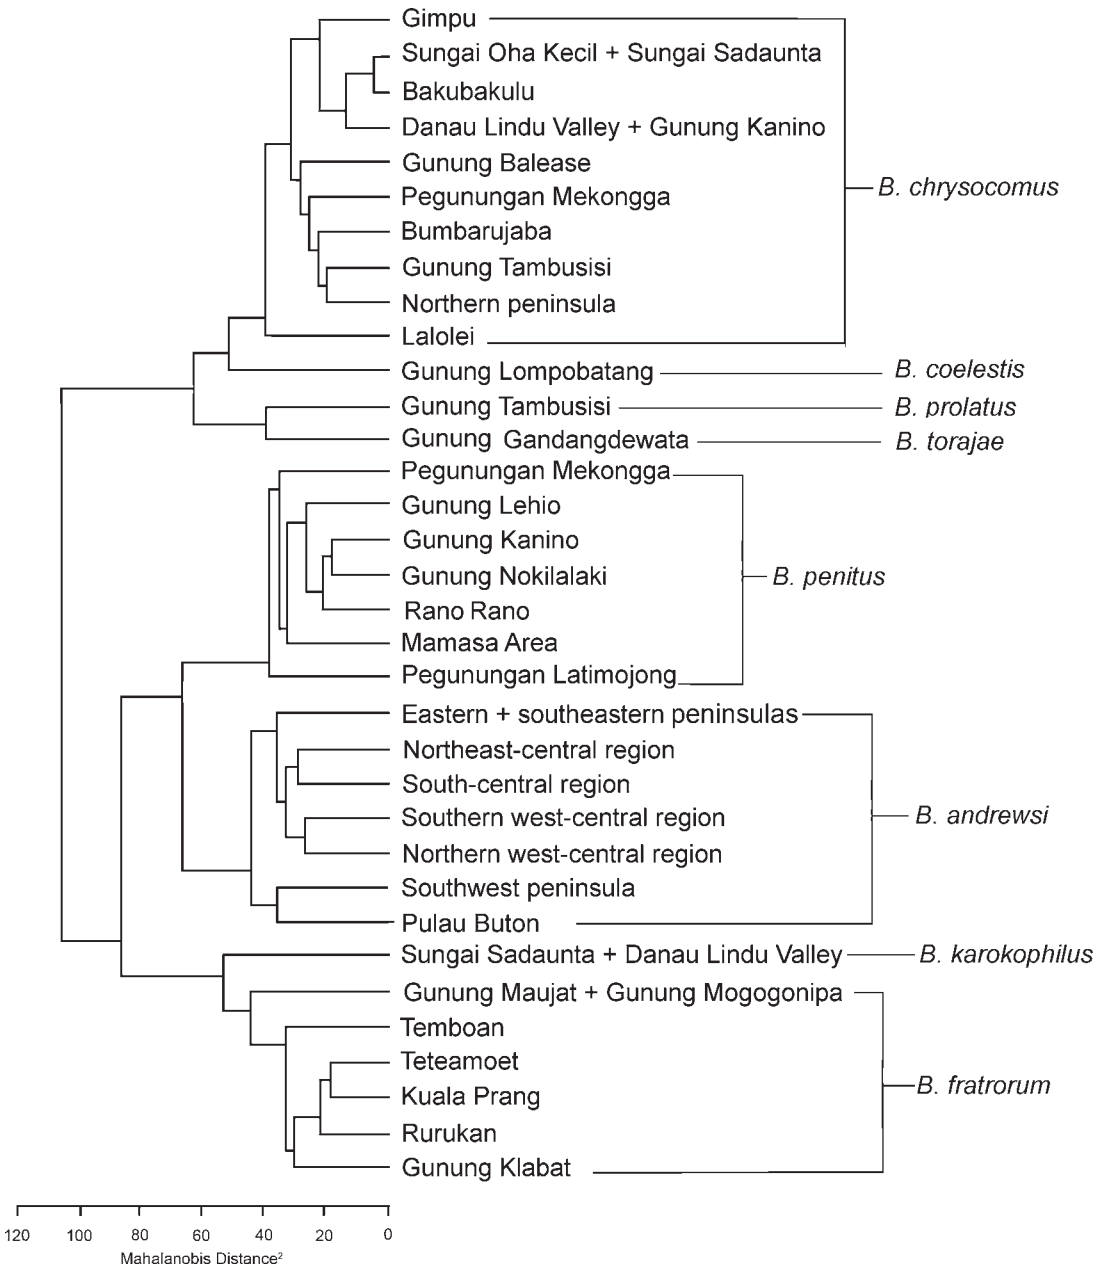 Gimpu
Sungai Oha Kecil + Sungai Sadaunta
Bakubakulu
Danau Lindu Valley + Gunung Kanino
Gunung Balease
Pegunungan Mekongga
B. chrysocomus
Bumbarujaba
Gunung Tambusisi
Northern peninsula
Lalolei
Gunung Lompobatang
B. coelestis
Gunung Tambusisi
B. prolatus
Gunung Gandangdewata
B. torajae
Pegunungan Mekongga
Gunung Lehio
Gunung Kanino
Gunung Nokilalaki
B. penitus
Rano Rano
Mamasa Area
Pegunungan Latimojong
Eastern + southeastern peninsulas
Northeast-central region
South-central region
Southern west-central region
B. andrewsi
Northern west-central region
Southwest peninsula
Pulau Buton
Sungai Sadaunta + Danau Lindu Valley
B. karokophilus
Gunung Maujat + Gunung Mogogonipa
Temboan
Teteamoet
B. fratrorum
Kuala Prang
Rurukan
Gunung Klabat
120 100 80 60 40 20 0
Mahalanobis Distance²